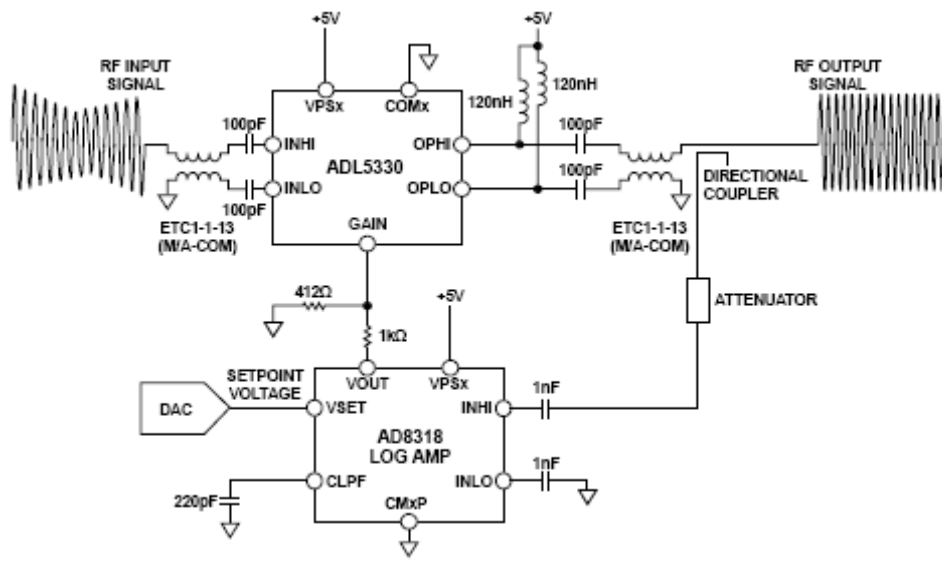 +5V
+5V
RF INPUT
SIGNAL
RF OUTPUT
SIGNAL
120nH
120nH
VPSx
COMx
100pF
INHI
OPHI
100pF
ADL5330
INLO
OPLO
100pF
100pF
DIRECTIONAL
COUPLER
ETC1-1-13
(M/A-COM)
GAIN
ETC1-1-13
(M/A-COM)
412Ω
+5V
ATTENUATOR
1kΩ
SETPOINT
VOLTAGE
VOUT
VPSx
1nF
DAC
VSET
INHI
AD8318
LOG AMP
1nF
CLPF
INLO
220pF
CMxP